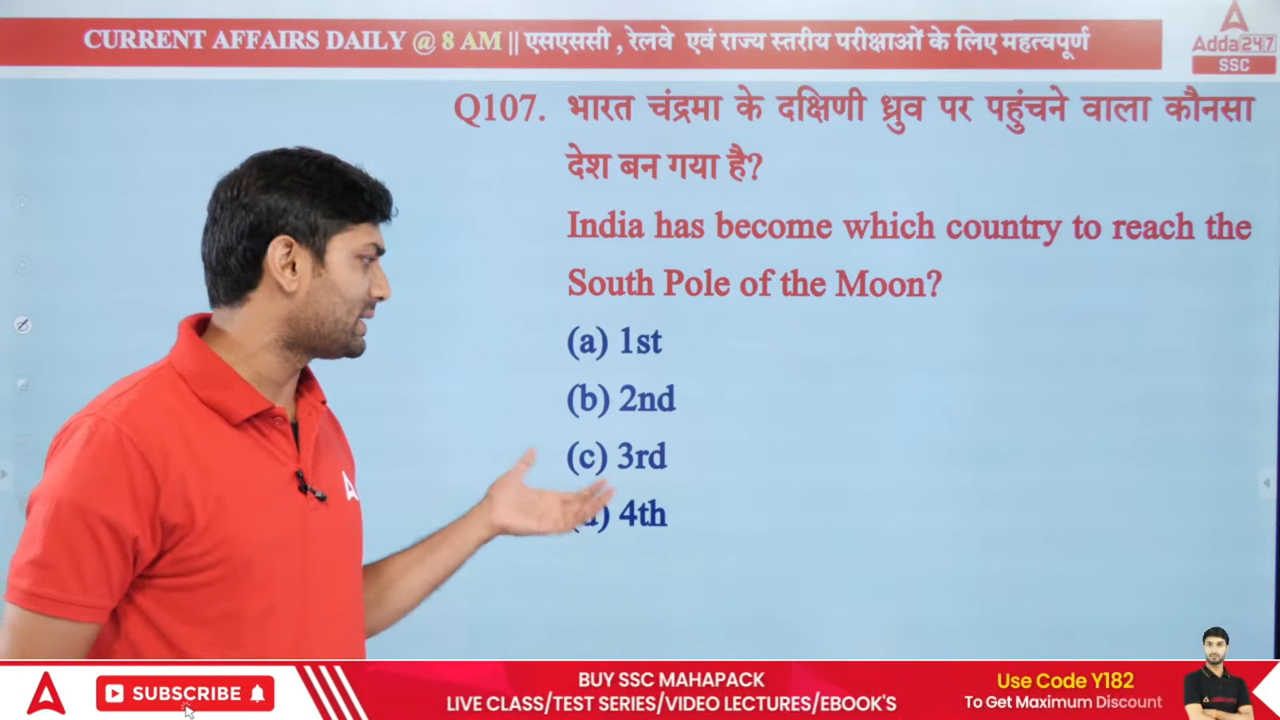 CURRENT AFFAIRS DAILY @ 8 AM || एसएससी , रेलवे एवं राज्य स्तरीय परीक्षाओं के लिए महत्वपूर्ण
Adda247
SSC
Q107. भारत चंद्रमा के दक्षिणी ध्रुव पर पहुंचने वाला कौनसा
देश बन गया है?
India has become which country to reach the
South Pole of the Moon?
(a) 1st
(b) 2nd
(c) 3rd
) 4th
SUBSCRIBE
BUY SSC MAHAPACK
LIVE CLASS/TEST SERIES/VIDEO LECTURES/EBOOK'S
Use Code Y182
To Get Maximum Discount